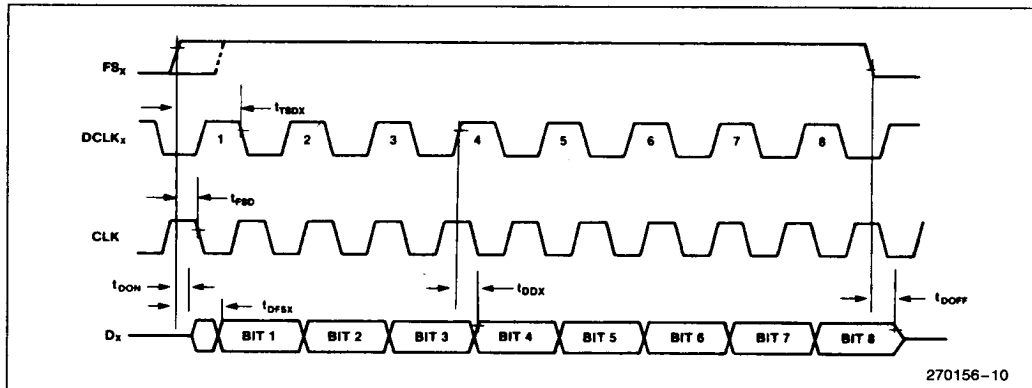 FSX
tTSDX
DCLKX
1 2 3 4 5 6 7 8
tFSD
CLK
tDON
tDFSX
tDDX
tDOFF
DX
BIT 1 BIT 2 BIT 3 BIT 4 BIT 5 BIT 6 BIT 7 BIT 8
270156-10